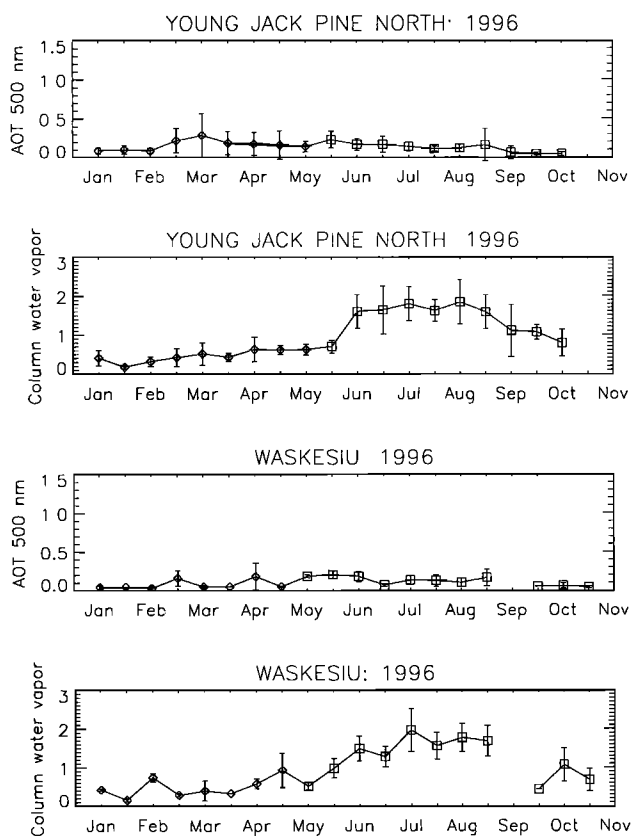 YOUNG JACK PINE NORTH· 1996
AOT 500 nm
1.5
1 0
0 0
Jan Feb Mar Apr May Jun Jul Aug Sep Oct Nov
YOUNG JACK PINE NORTH 1996
Column water vapor
3
2
1
0
Jan Feb Mar Apr May Jun Jul Aug Sep Oct Nov
WASKESIU 1996
AOT 500 nm
1 5
1 0
0.0
Jan Feb Mar Apr May Jun Jul Aug Sep Oct Nov
WASKESIU: 1996
Column water vapor
3
2
1
0
Jan Feb Mar Apr May Jun Jul Aug Sep Oct Nov